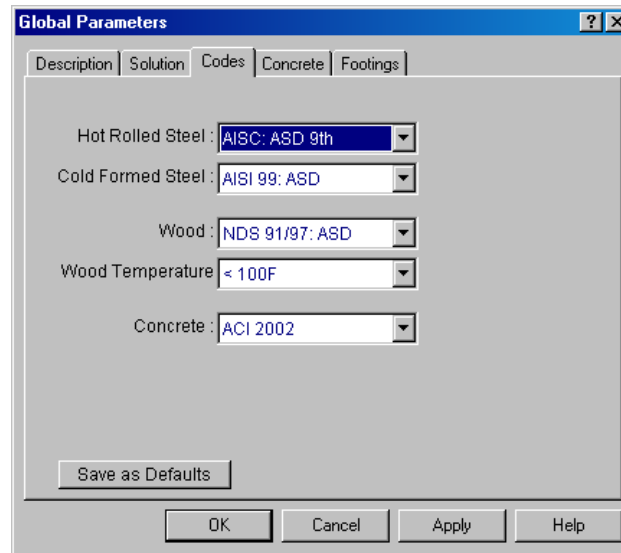 Global Parameters
Description Solution Codes Concrete Footings
Hot Rolled Steel : AISC: ASD 9th
Cold Formed Steel : AISI 99: ASD
Wood : NDS 91/97: ASD
Wood Temperature < 100F
Concrete : ACI 2002
Save as Defaults
OK Cancel Apply Help